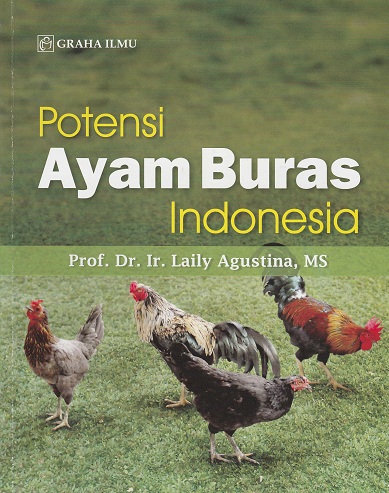 GRAHA ILMU
Potensi
Ayam Buras
Indonesia
Prof. Dr. Ir. Laily Agustina, MS